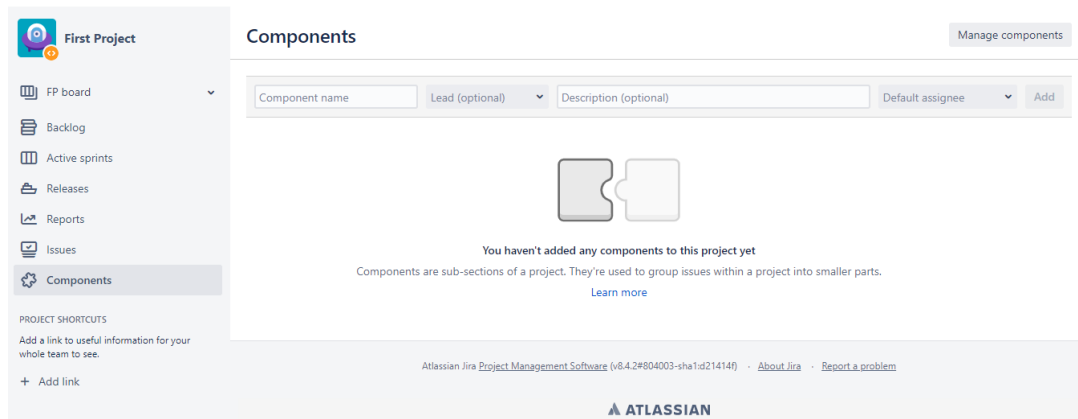 First Project
FP board
Backlog
Active sprints
Releases
Reports
Issues
Components
PROJECT SHORTCUTS
Add a link to useful information for your
whole team to see.
+ Add link
Components
Manage components
Component name
Lead (optional)
Description (optional)
Default assignee
Add
You haven't added any components to this project yet
Components are sub-sections of a project. They're used to group issues within a project into smaller parts.
Learn more
Atlassian Jira Project Management Software (v8.4.2#804003-sha1:d21414f) · About Jira · Report a problem
ATLASSIAN